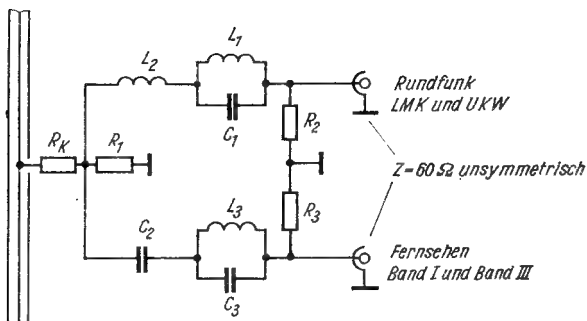 L₂
L₁
C₁
Rundfunk
LMK und UKW
R_K
R₁
R₂
Z=60 Ω unsymmetrisch
R₃
C₂
L₃
C₃
Fernsehen
Band I und Band III